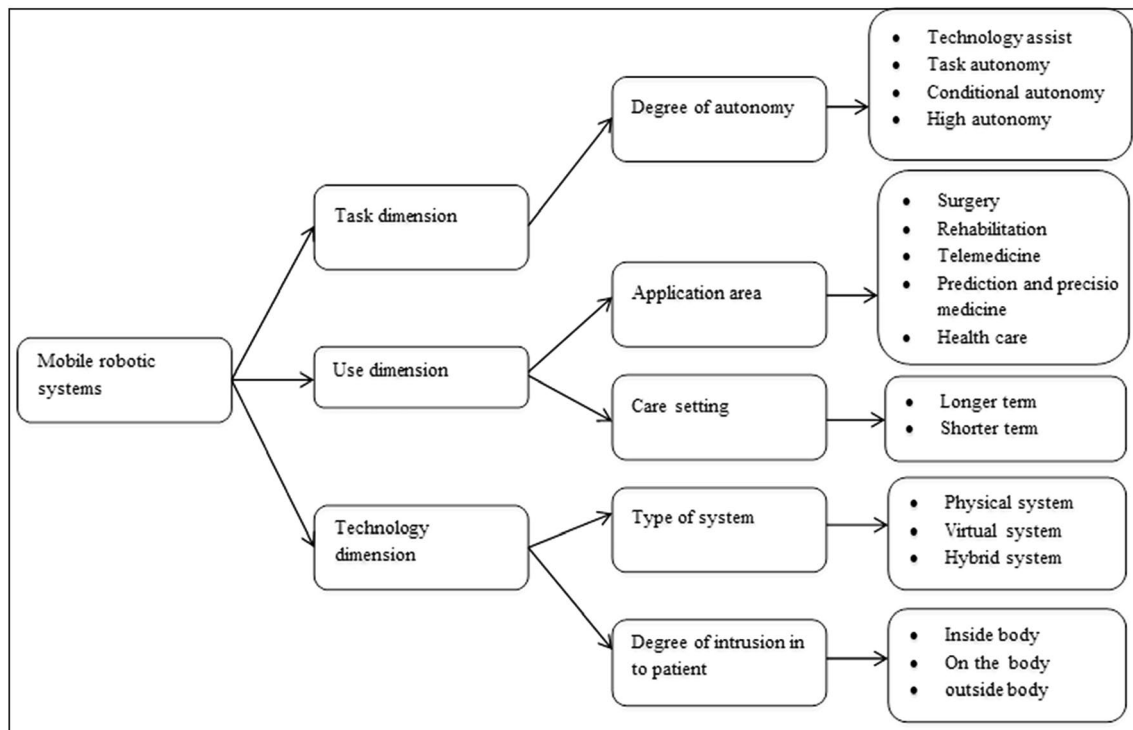 Mobile robotic
systems
Task dimension
Use dimension
Technology
dimension
Degree of autonomy
Application area
Care setting
Type of system
Degree of intrusion in
to patient
• Technology assist
• Task autonomy
• Conditional autonomy
• High autonomy
• Surgery
• Rehabilitation
• Telemedicine
• Prediction and precisio
medicine
• Health care
• Longer term
• Shorter term
• Physical system
• Virtual system
• Hybrid system
• Inside body
• On the body
• outside body